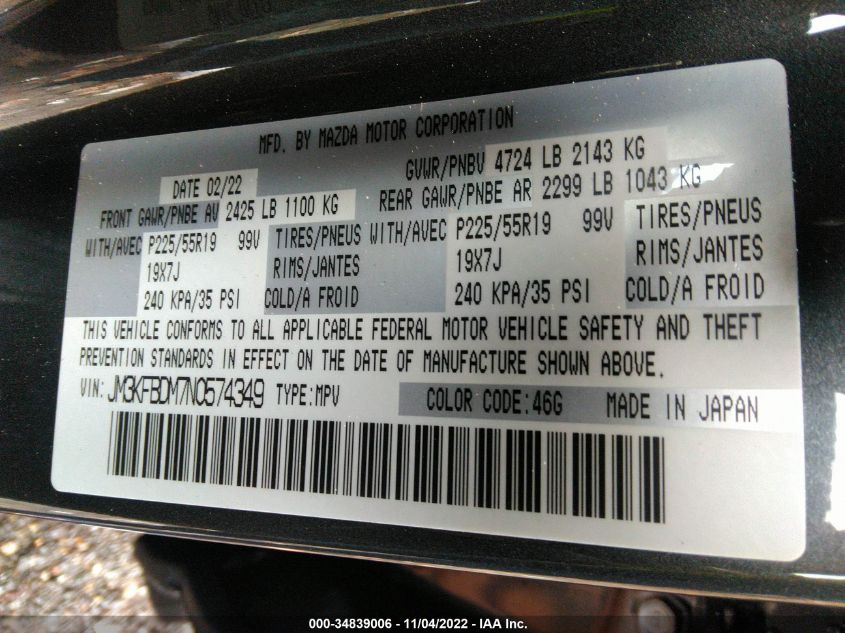 MFD. BY MAZDA MOTOR CORPORATION
DATE 02/22 GVWR/PNBV 4724 LB 2143 KG
FRONT GAWR/PNBE AV 2425 LB 1100 KG REAR GAWR/PNBE AR 2299 LB 1043 KG
WITH/AVEC P225/55R19 99V TIRES/PNEUS WITH/AVEC P225/55R19 99V TIRES/PNEUS
19X7J RIMS/JANTES 19X7J RIMS/JANTES
240 KPA/35 PSI COLD/A FROID 240 KPA/35 PSI COLD/A FROID
THIS VEHICLE CONFORMS TO ALL APPLICABLE FEDERAL MOTOR VEHICLE SAFETY AND THEFT
PREVENTION STANDARDS IN EFFECT ON THE DATE OF MANUFACTURE SHOWN ABOVE.
VIN: JM3KFBDM7N0574349 TYPE:MPV COLOR CODE:46G MADE IN JAPAN
000-34839006 - 11/04/2022 - IAA Inc.